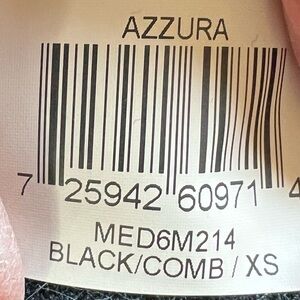 AZZURA
7 25942 60971 4
MED6M214
BLACK/COMB / XS